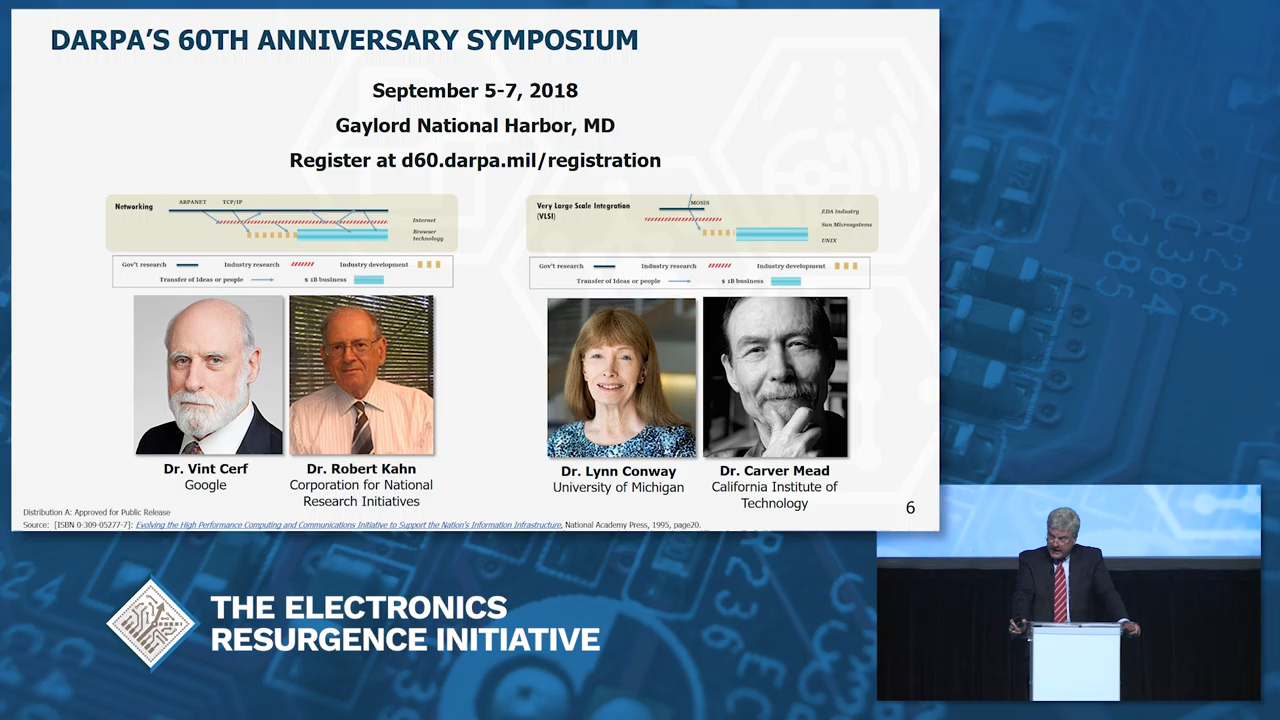 DARPA'S 60TH ANNIVERSARY SYMPOSIUM
September 5-7, 2018
Gaylord National Harbor, MD
Register at d60.darpa.mil/registration
Networking
ARPANET
TCP/IP
Internet
Browser
technology
Gov't research
Industry research
Industry development
Transfer of Ideas or people
$ 1B business
Very Large Scale Integration
(VLSI)
MOSIS
EDA industry
Sun Microsystems
UNIX
Gov't research
Industry research
Industry development
Transfer of Ideas or people
$ 1B business
Dr. Vint Cerf
Google
Dr. Robert Kahn
Corporation for National
Research Initiatives
Dr. Lynn Conway
University of Michigan
Dr. Carver Mead
California Institute of
Technology
Distribution A: Approved for Public Release
Source: [ISBN 0-309-05277-7]: Evolving the High Performance Computing and Communications Initiative to Support the Nation's Information Infrastructure, National Academy Press, 1995, page20.
6
THE ELECTRONICS
RESURGENCE INITIATIVE